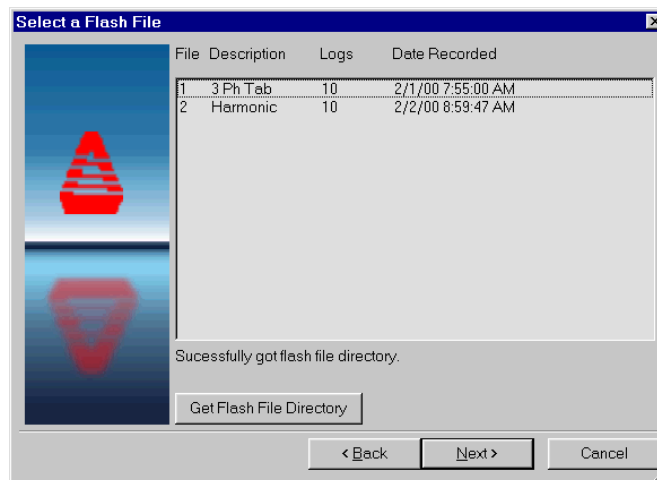 Select a Flash File
File Description Logs Date Recorded
1 3 Ph Tab 10 2/1/00 7:55:00 AM
2 Harmonic 10 2/2/00 8:59:47 AM
Sucessfully got flash file directory.
Get Flash File Directory
< Back Next > Cancel